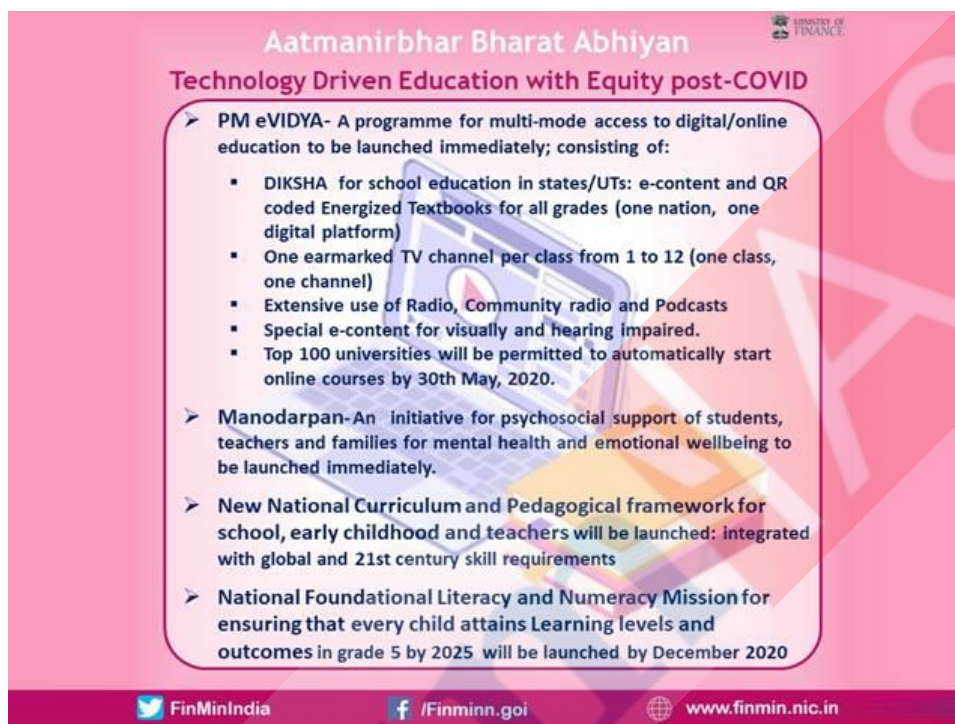 MINISTRY OF
FINANCE
Aatmanirbhar Bharat Abhiyan
Technology Driven Education with Equity post-COVID
➢ PM eVIDYA- A programme for multi-mode access to digital/online
education to be launched immediately; consisting of:
▪ DIKSHA for school education in states/UTs: e-content and QR
coded Energized Textbooks for all grades (one nation, one
digital platform)
▪ One earmarked TV channel per class from 1 to 12 (one class,
one channel)
▪ Extensive use of Radio, Community radio and Podcasts
▪ Special e-content for visually and hearing impaired.
▪ Top 100 universities will be permitted to automatically start
online courses by 30th May, 2020.
➢ Manodarpan-An initiative for psychosocial support of students,
teachers and families for mental health and emotional wellbeing to
be launched immediately.
➢ New National Curriculum and Pedagogical framework for
school, early childhood and teachers will be launched: integrated
with global and 21st century skill requirements
➢ National Foundational Literacy and Numeracy Mission for
ensuring that every child attains Learning levels and
outcomes in grade 5 by 2025 will be launched by December 2020
FinMinIndia
/Finminn.goi
www.finmin.nic.in